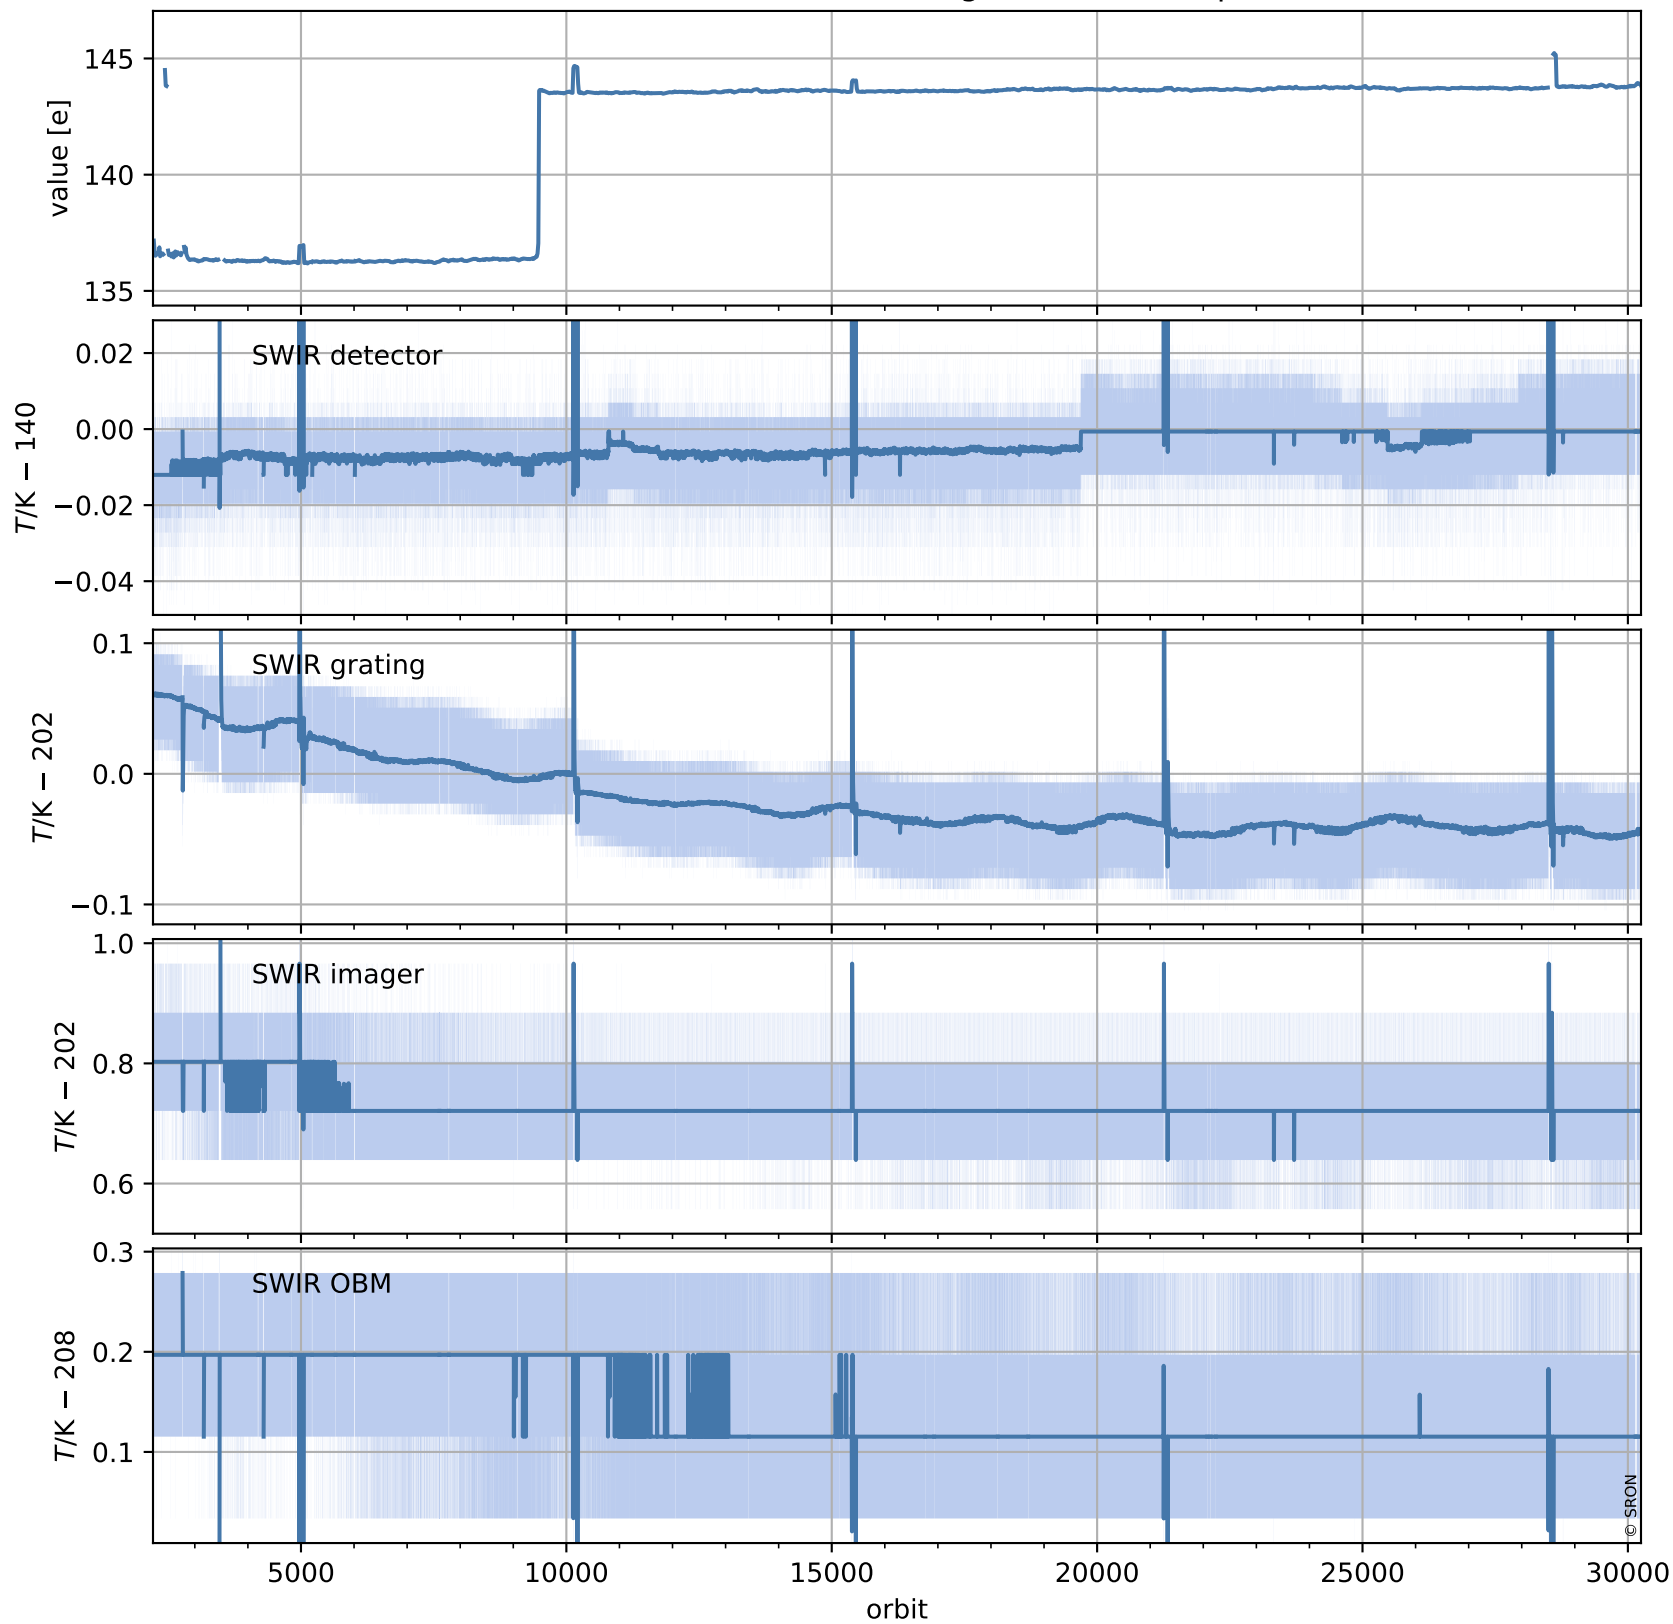 145
140
135
value [e]
SWIR detector
0.02
0.00
−0.02
−0.04
T/K − 140
SWIR grating
0.1
0.0
−0.1
T/K − 202
SWIR imager
1.0
0.8
0.6
T/K − 202
SWIR OBM
0.3
0.2
0.1
T/K − 208
© SRON
5000 10000 15000 20000 25000 30000
orbit